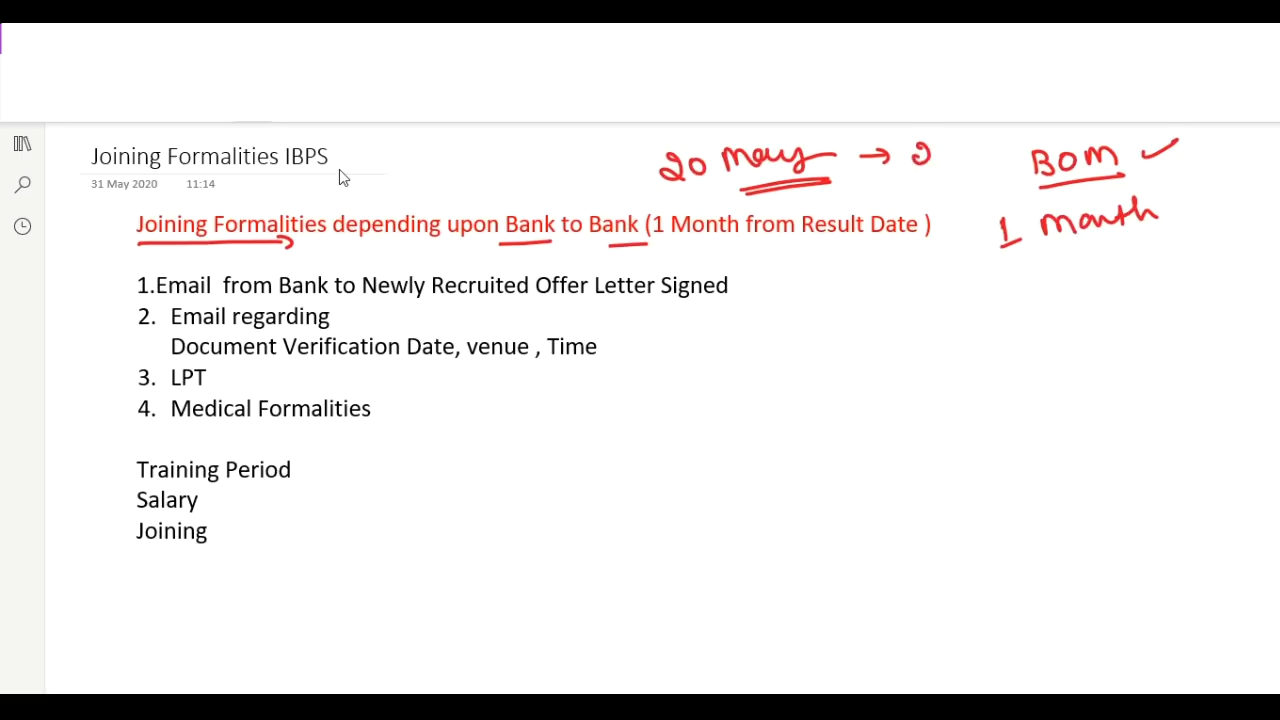 Joining Formalities IBPS
31 May 2020 11:14
20 May →
BOM
1 Month
Joining Formalities depending upon Bank to Bank (1 Month from Result Date )
1.Email from Bank to Newly Recruited Offer Letter Signed
2. Email regarding
Document Verification Date, venue , Time
3. LPT
4. Medical Formalities
Training Period
Salary
Joining